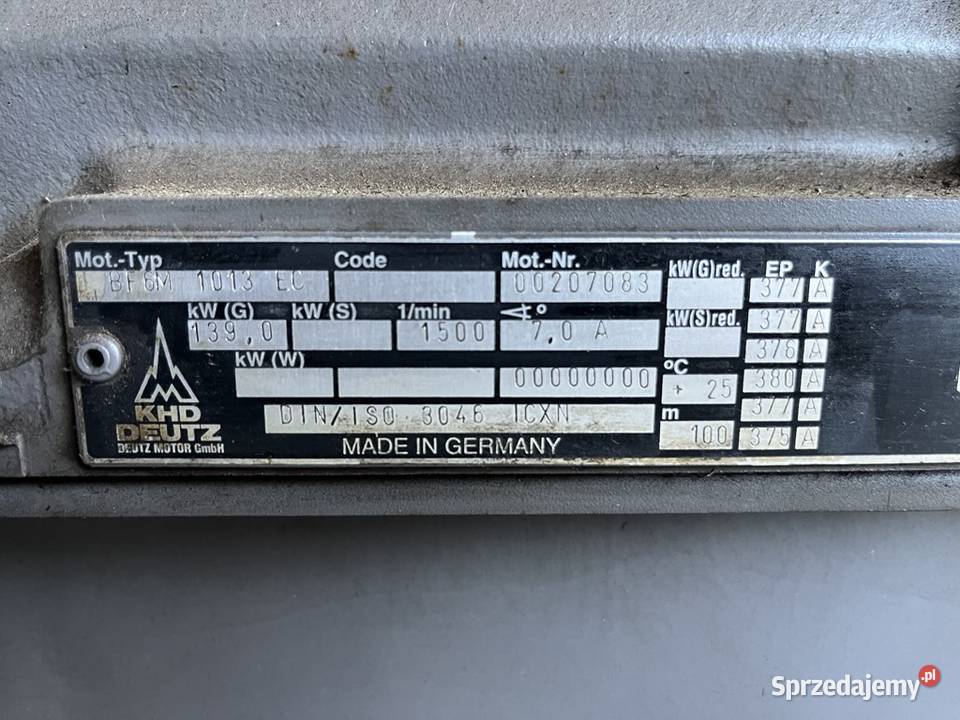 Mot.-Typ Code Mot.-Nr. kW(G)red. EP K
BF6M 1013 EC 00207083 377 A
kW (G) kW (S) 1/min º kW(S)red. 377 A
139,0 1500 7,0 A 376 A
kW (W) ºC
00000000 + 25 380 A
DIN/ISO 3046 ICXN m 377 A
100 375 A
KHD
DEUTZ
DEUTZ MOTOR GmbH
MADE IN GERMANY
Sprzedajemy.pl